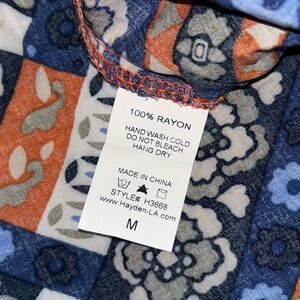 100% RAYON
HAND WASH COLD
DO NOT BLEACH
HANG DRY
MADE IN CHINA
STYLE# H3668
www.Hayden-LA.com
M